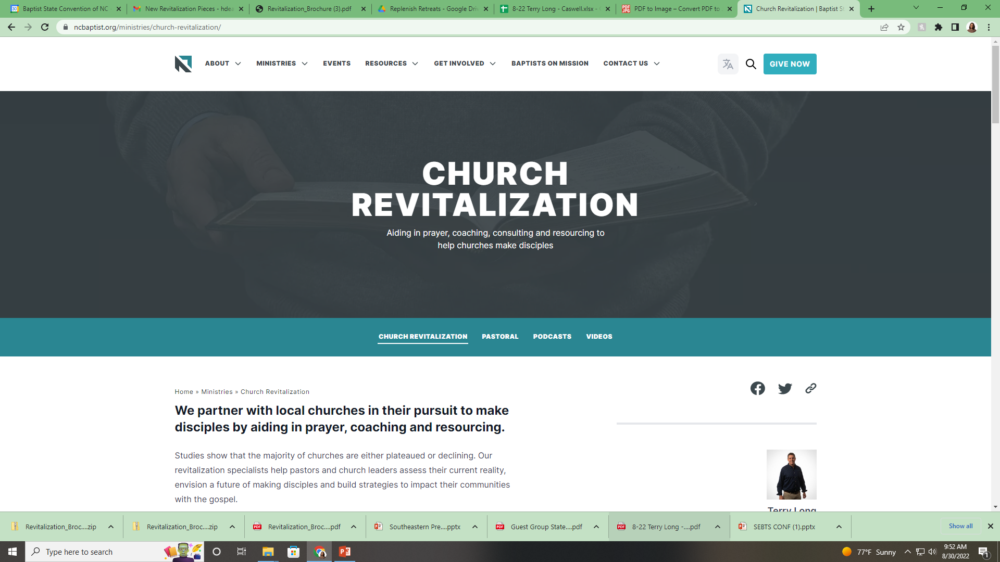 Baptist State Convention of NC -
New Revitalization Pieces - hdea
Revitalization_Brochure (3).pdf
Replenish Retreats - Google Driv
8-22 Terry Long - Caswell.xlsx -
PDF to Image – Convert PDF to
Church Revitalization | Baptist St
ncbaptist.org/ministries/church-revitalization/
ABOUT
MINISTRIES
EVENTS
RESOURCES
GET INVOLVED
BAPTISTS ON MISSION
CONTACT US
GIVE NOW
CHURCH
REVITALIZATION
Aiding in prayer, coaching, consulting and resourcing to
help churches make disciples
CHURCH REVITALIZATION
PASTORAL
PODCASTS
VIDEOS
Home » Ministries » Church Revitalization
We partner with local churches in their pursuit to make
disciples by aiding in prayer, coaching and resourcing.
Studies show that the majority of churches are either plateaued or declining. Our
revitalization specialists help pastors and church leaders assess their current reality,
envision a future of making disciples and build strategies to impact their communities
with the gospel.
Terry Long
Revitalization_Broc....zip
Revitalization_Broc....zip
Revitalization_Broc....pdf
Southeastern Pre....pptx
Guest Group State....pdf
8-22 Terry Long -....pdf
SEBTS CONF (1).pptx
Show all
Type here to search
77°F Sunny
9:52 AM
8/30/2022
1